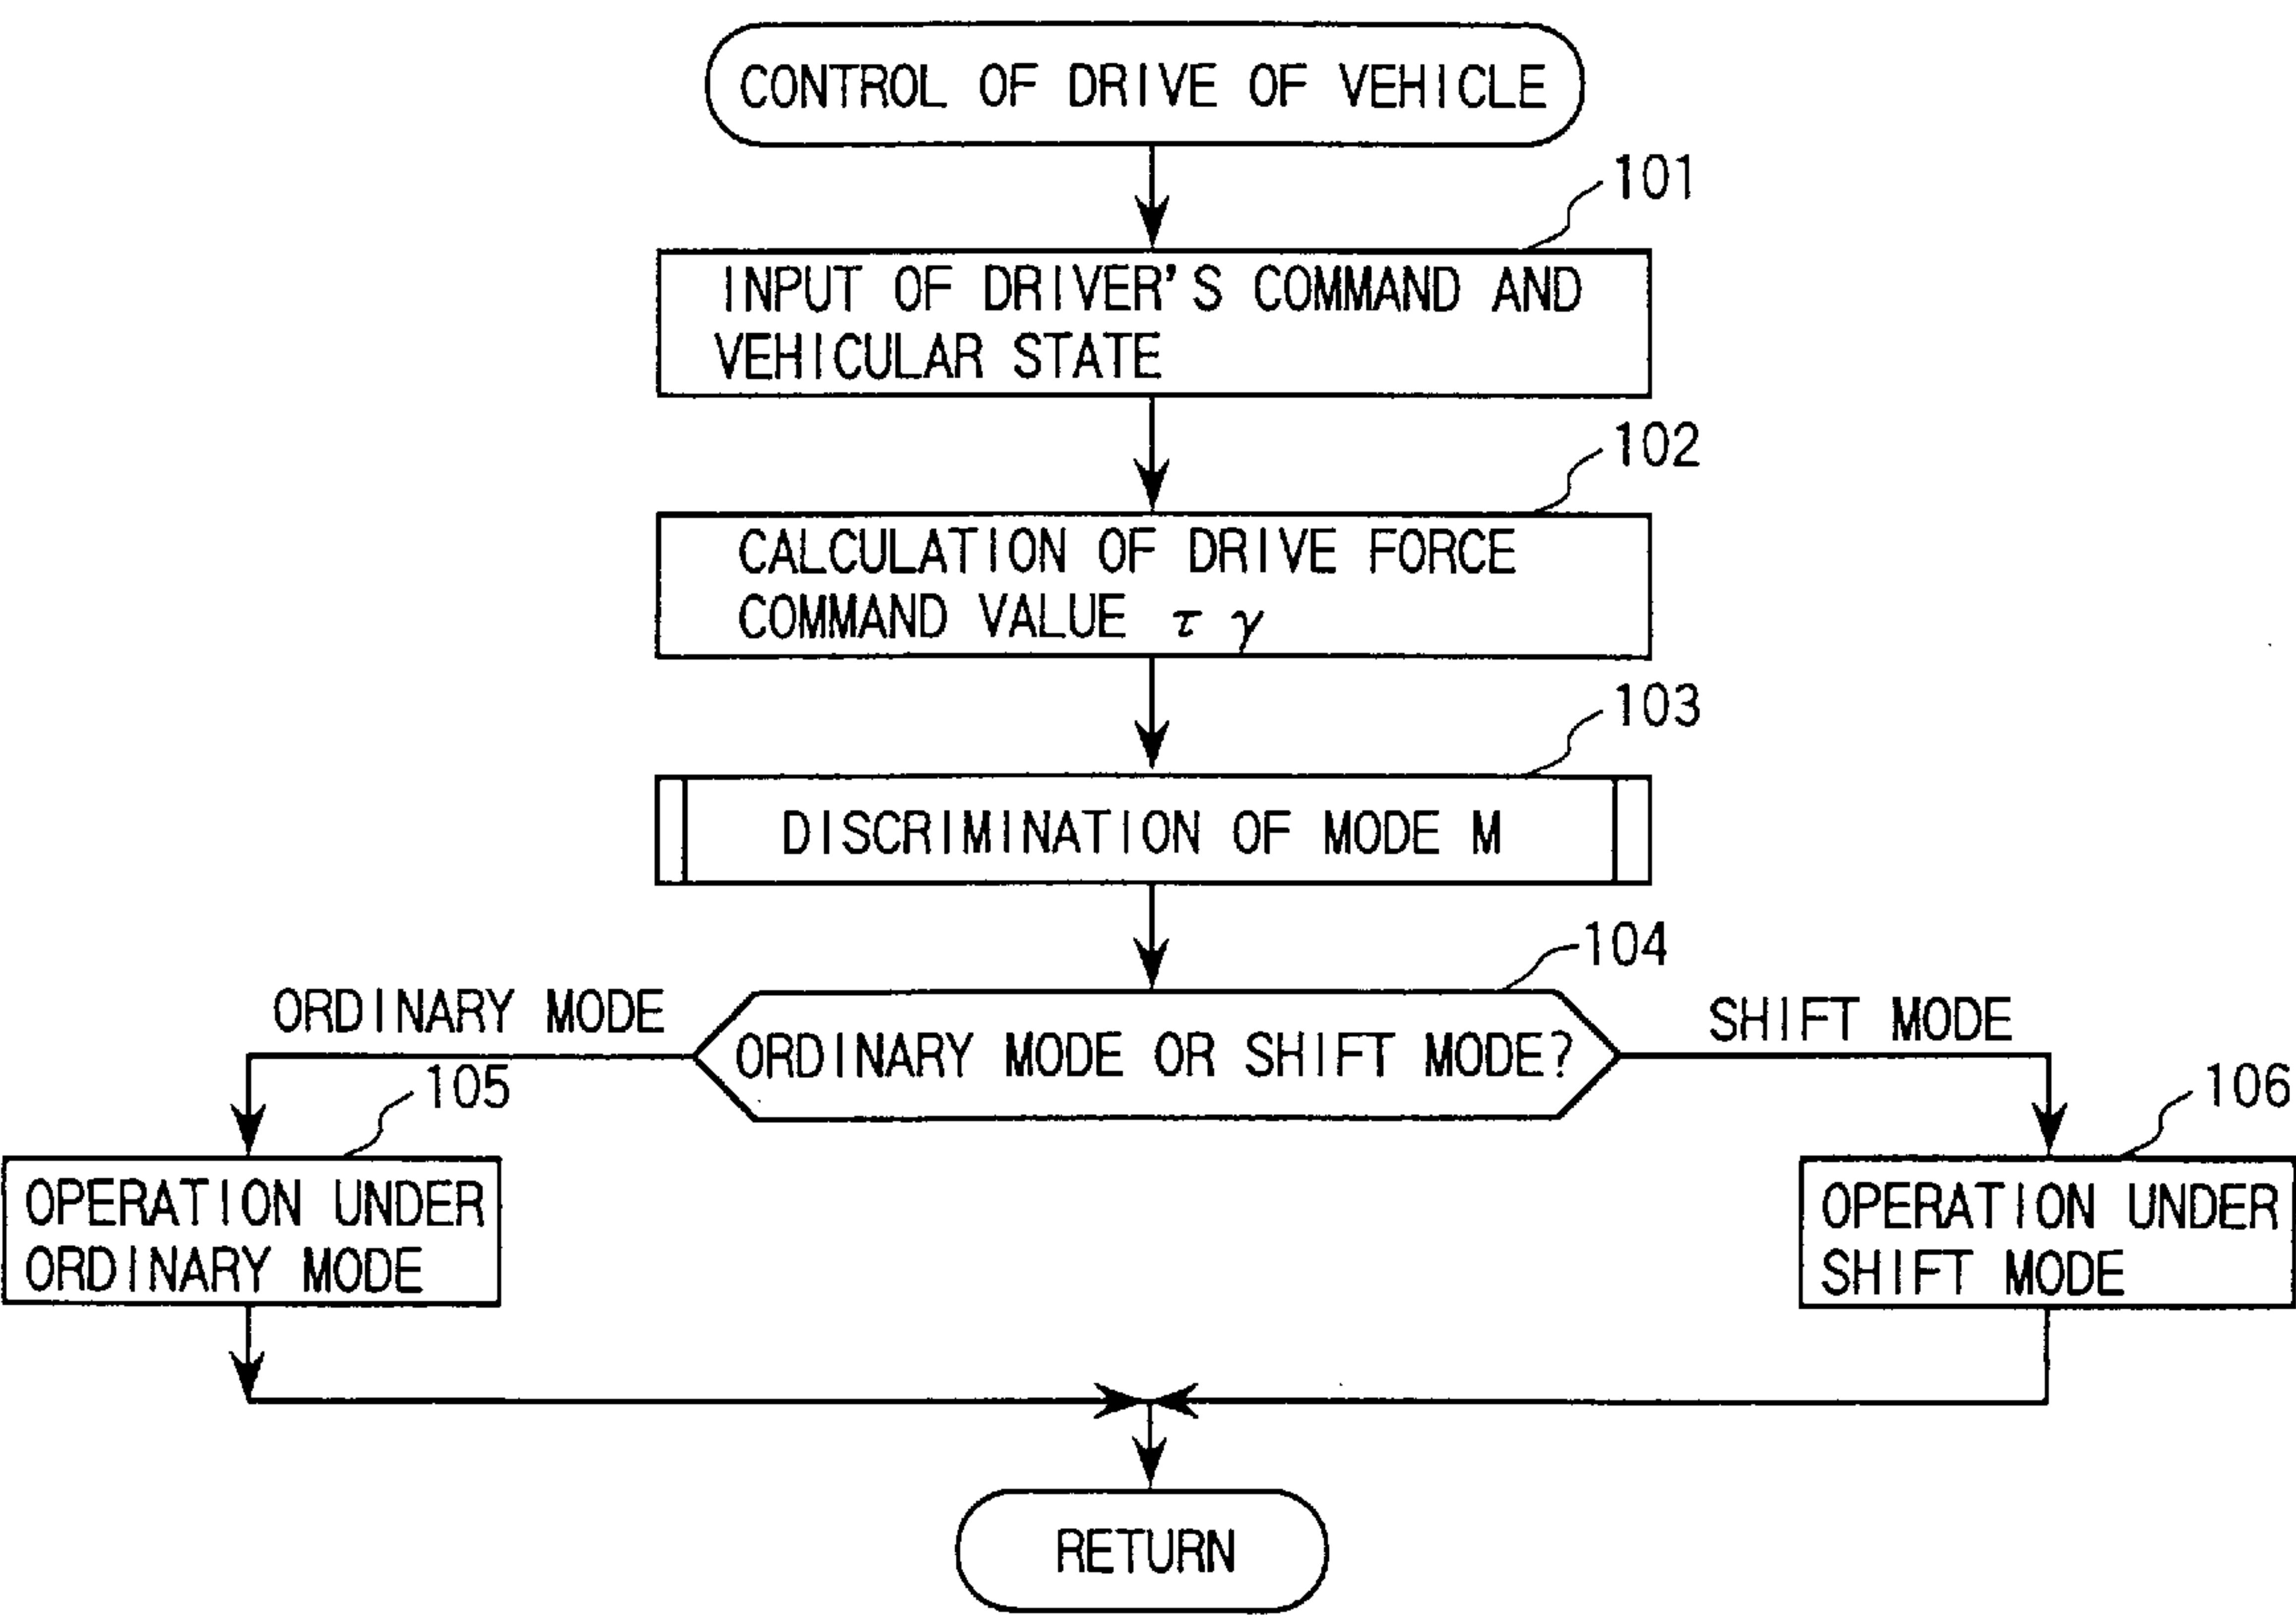 CONTROL OF DRIVE OF VEHICLE
101
INPUT OF DRIVER'S COMMAND AND
VEHICULAR STATE
102
CALCULATION OF DRIVE FORCE
COMMAND VALUE τ γ
103
DISCRIMINATION OF MODE M
104
ORDINARY MODE
ORDINARY MODE OR SHIFT MODE?
SHIFT MODE
105
OPERATION UNDER
ORDINARY MODE
106
OPERATION UNDER
SHIFT MODE
RETURN